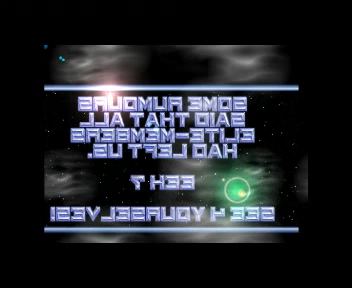 SOME RUMOURS
SAID THAT ALL
ELITE-MEMBERS
HAD LEFT US.
EEH ?
SEE 4 YOURSELVES!